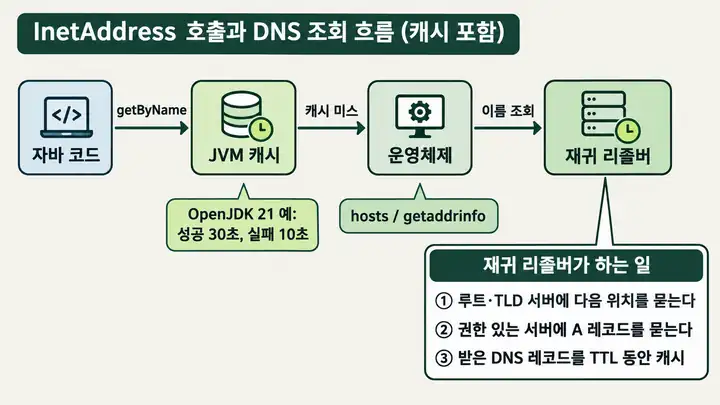 InetAddress 호출과 DNS 조회 흐름 (캐시 포함)
자바 코드
getByName
JVM 캐시
캐시 미스
운영체제
이름 조회
재귀 리졸버
OpenJDK 21 예:
성공 30초, 실패 10초
hosts / getaddrinfo
재귀 리졸버가 하는 일
① 루트·TLD 서버에 다음 위치를 묻는다
② 권한 있는 서버에 A 레코드를 묻는다
③ 받은 DNS 레코드를 TTL 동안 캐시